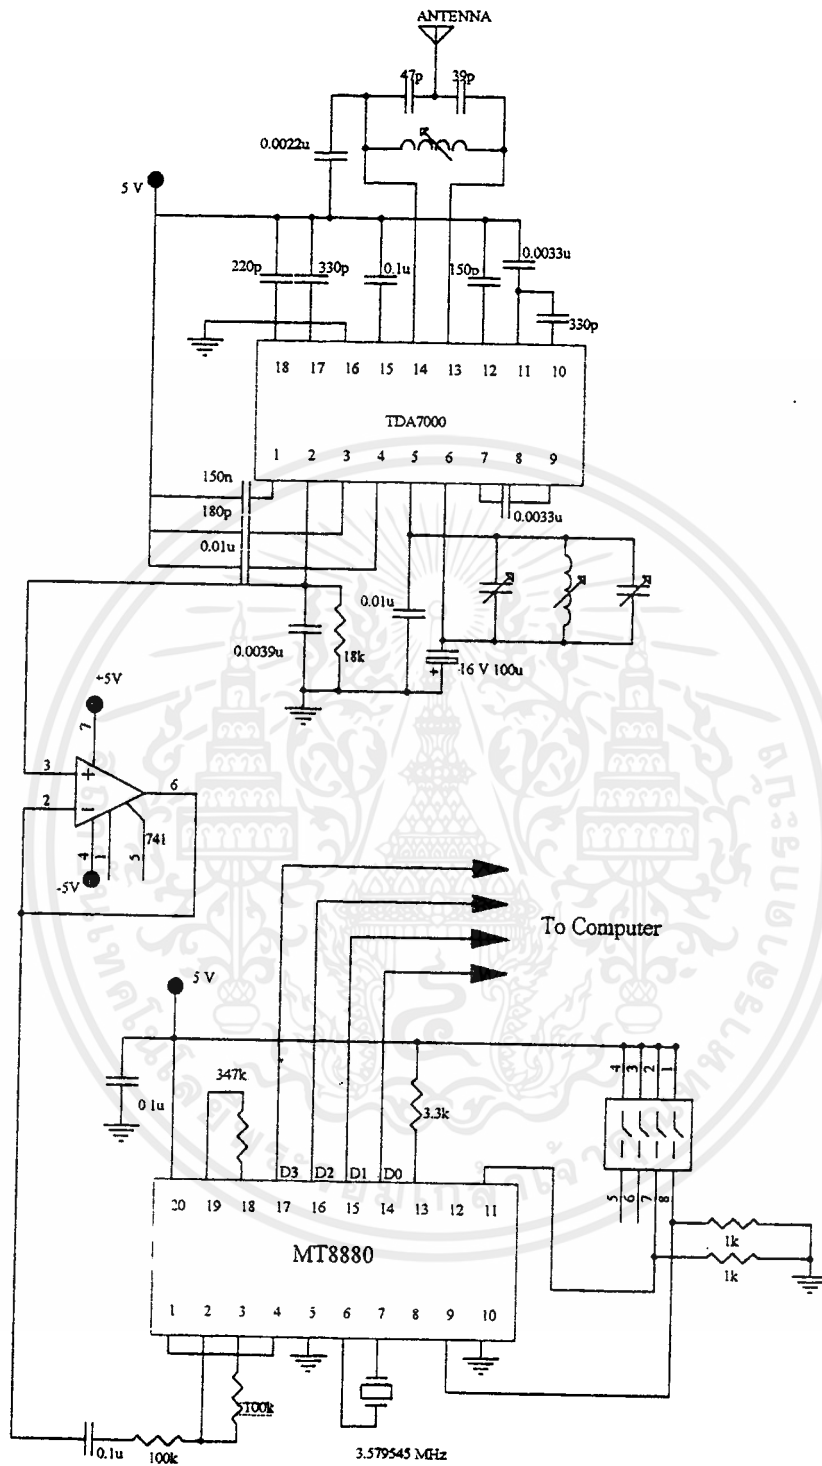 ANTENNA
47p 39p
0.0022u
5 V
220p 330p 0.1u 150p 0.0033u
330p
18 17 16 15 14 13 12 11 10
TDA7000
1 2 3 4 5 6 7 8 9
150n
180p
0.01u
0.0033u
0.01u
0.0039u 18k 16 V 100u
+
+5V
7
3 + 6
2 −
741
4 1 5
-5V
To Computer
5 V
0.1u
347k
3.3k
4 3 2 1
5 6 7 8
D3 D2 D1 D0
20 19 18 17 16 15 14 13 12 11
MT8880
1k
1k
1 2 3 4 5 6 7 8 9 10
100k
0.1u 100k
3.579545 MHz